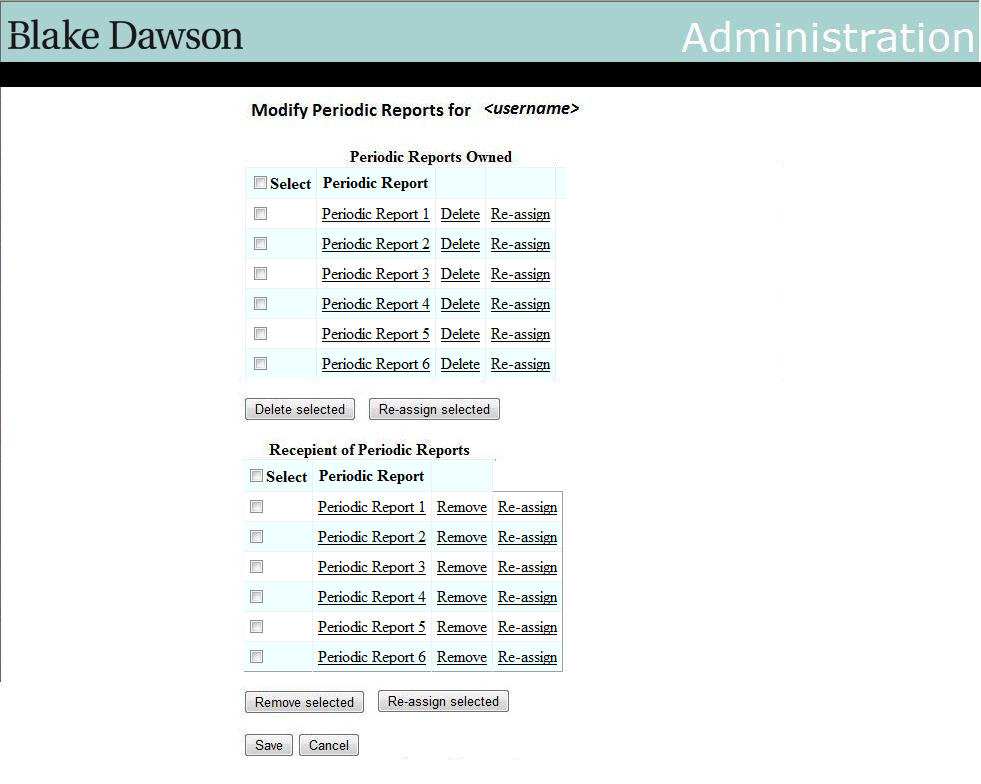 Blake Dawson
Administration
Modify Periodic Reports for <username>
Periodic Reports Owned
Select Periodic Report
Periodic Report 1 Delete Re-assign
Periodic Report 2 Delete Re-assign
Periodic Report 3 Delete Re-assign
Periodic Report 4 Delete Re-assign
Periodic Report 5 Delete Re-assign
Periodic Report 6 Delete Re-assign
Delete selected Re-assign selected
Recepient of Periodic Reports
Select Periodic Report
Periodic Report 1 Remove Re-assign
Periodic Report 2 Remove Re-assign
Periodic Report 3 Remove Re-assign
Periodic Report 4 Remove Re-assign
Periodic Report 5 Remove Re-assign
Periodic Report 6 Remove Re-assign
Remove selected Re-assign selected
Save Cancel